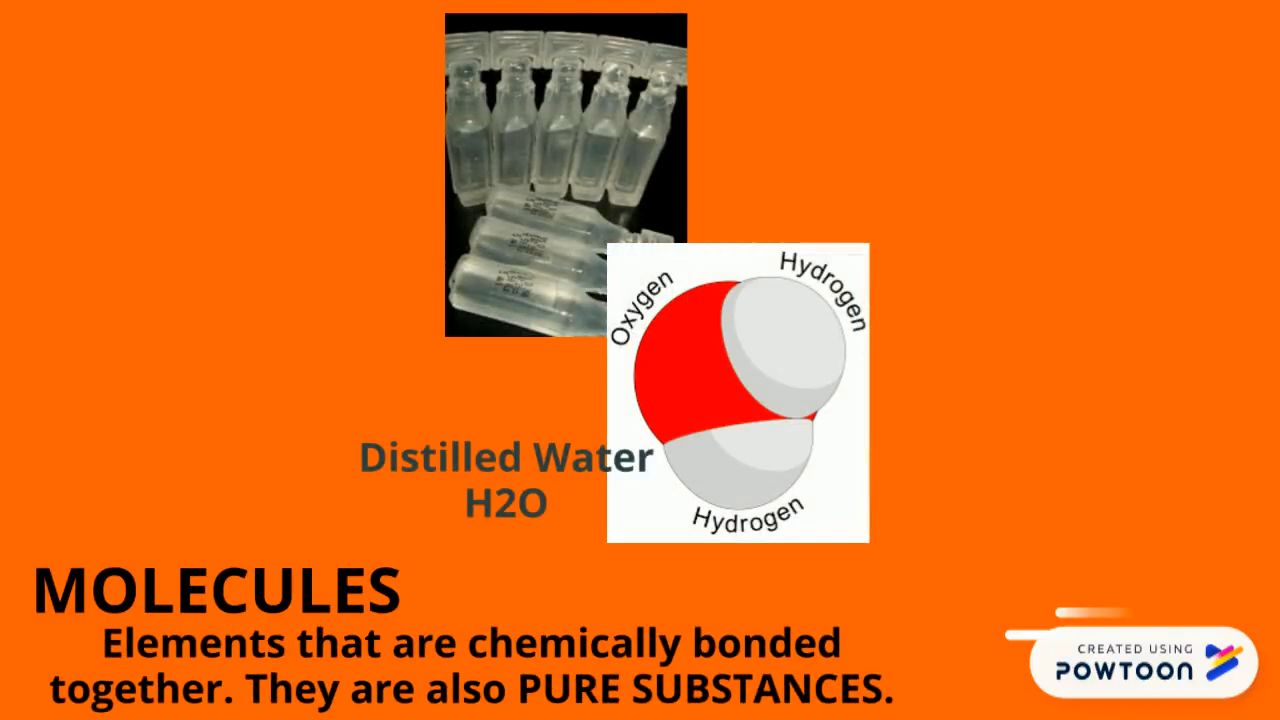 Oxygen
Hydrogen
Distilled Water
H2O
Hydrogen
MOLECULES
Elements that are chemically bonded
together. They are also PURE SUBSTANCES.
CREATED USING
POWTOON